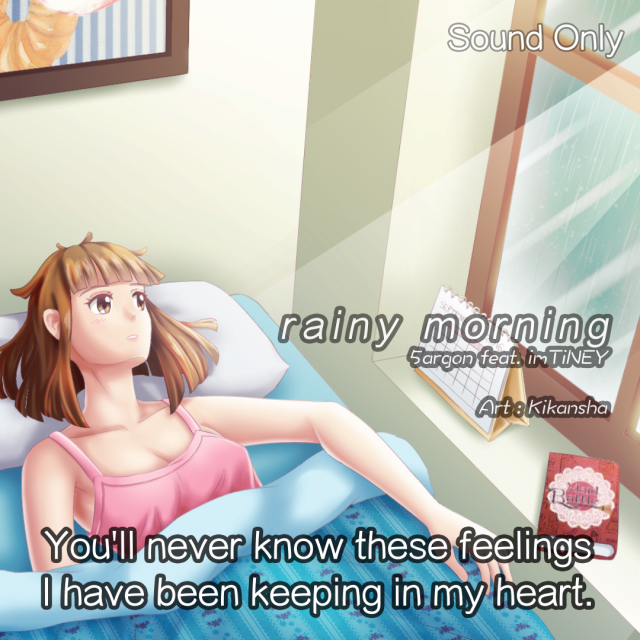 Sound Only
rainy morning
5argon feat. imTiNEY
Art : Kikansha
You'll never know these feelings
I have been keeping in my heart.